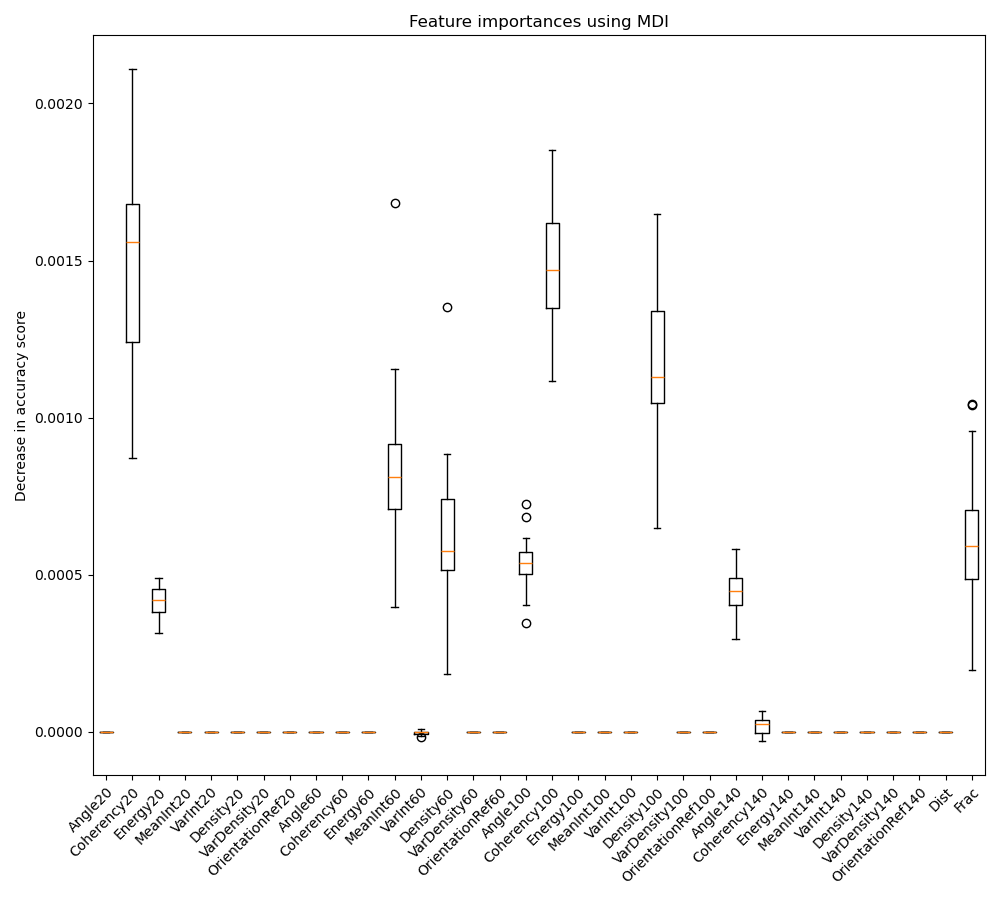 Feature importances using MDI
Decrease in accuracy score
0.0020
0.0015
0.0010
0.0005
0.0000
Angle20
Coherency20
Energy20
MeanInt20
VarInt20
Density20
VarDensity20
OrientationRef20
Angle60
Coherency60
Energy60
MeanInt60
VarInt60
Density60
VarDensity60
OrientationRef60
Angle100
Coherency100
Energy100
MeanInt100
VarInt100
Density100
VarDensity100
OrientationRef100
Angle140
Coherency140
Energy140
MeanInt140
VarInt140
Density140
VarDensity140
OrientationRef140
Dist
Frac